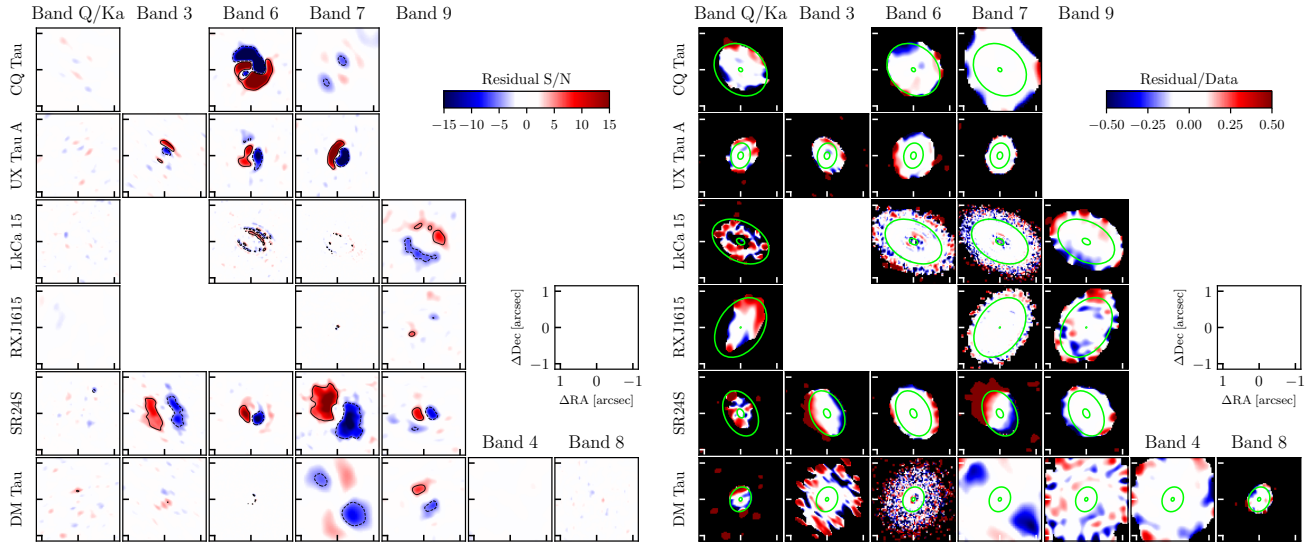 Band Q/Ka Band 3 Band 6 Band 7 Band 9
CQ Tau
Residual S/N
−15 −10 −5 0 5 10 15
UX Tau A
LkCa 15
RXJ1615
1
0
−1
ΔDec [arcsec]
1 0 −1
ΔRA [arcsec]
SR24S
Band 4 Band 8
DM Tau
Band Q/Ka Band 3 Band 6 Band 7 Band 9
CQ Tau
Residual/Data
−0.50 −0.25 0.00 0.25 0.50
UX Tau A
LkCa 15
RXJ1615
1
0
−1
ΔDec [arcsec]
1 0 −1
ΔRA [arcsec]
SR24S
Band 4 Band 8
DM Tau